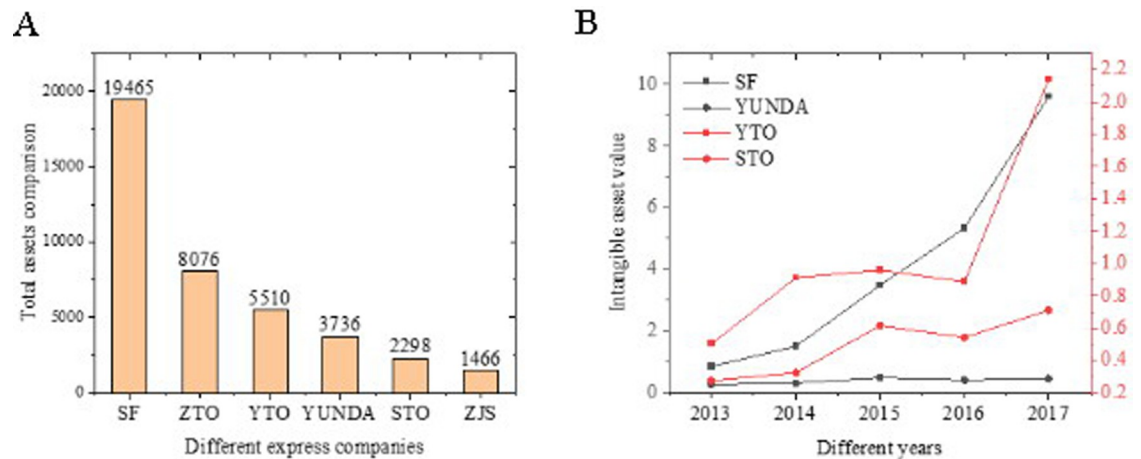 A
20000
15000
10000
5000
0
Total assets comparison
19465
8076
5510
3736
2298
1466
SF ZTO YTO YUNDA STO ZJS
Different express companies
B
10
8
6
4
2
0
Intangible asset value
SF
YUNDA
YTO
STO
2.2
2.0
1.8
1.6
1.4
1.2
1.0
0.8
0.6
0.4
0.2
2013 2014 2015 2016 2017
Different years